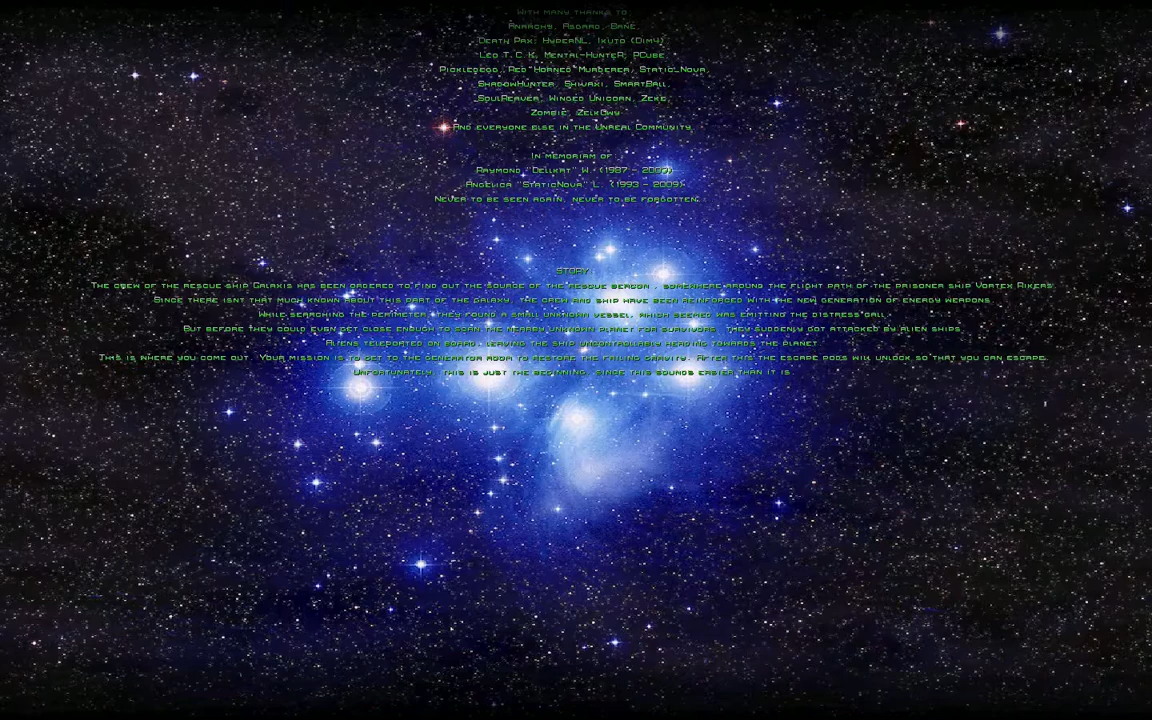 With many thanks to
Anarchy, Asgard, Bane,
Death Pax: HyperNL, Ikuto (Dim4)
Leo T.C.K. Mental-Hunter, PCube
Pickledegg, Red Horned Murderer, Static_Nova,
ShadowHunter, Shivaxi, SmartBall,
SoulReaver, Winged Unicorn, Zeke,
Zombie, ZelkGwy
And everyone else in the Unreal Community,
In memoriam of
Raymond "Dellkat" W. (1987 -
Angelica "StaticNova" L. (1993 - 2009)
Never to be seen again, never to be forgotten.
STORY:
The crew of the rescue ship Galaxis has been ordered to find out the source of the rescue beacon , somewhere around the flight path of the prisoner ship Vortex Rikers.
Since there isnt that much known about this part of the galaxy, the crew and ship have been reinforced with the new generation of energy weapons.
While searching the perimeter, they found a small unknown vessel, which seemed was emitting the distress call.
But before they could even get close enough to scan the nearby unknown planet for survivors , they suddenly got attacked by alien ships.
Aliens teleported on board, leaving the ship uncontrollably heading towards the planet
This is where you come out. Your mission is to get to the generator room to restore the failing gravity. After this the escape pods will unlock so that you can escape.
Unfortunately, this is just the beginning, since this sounds easier than it is.